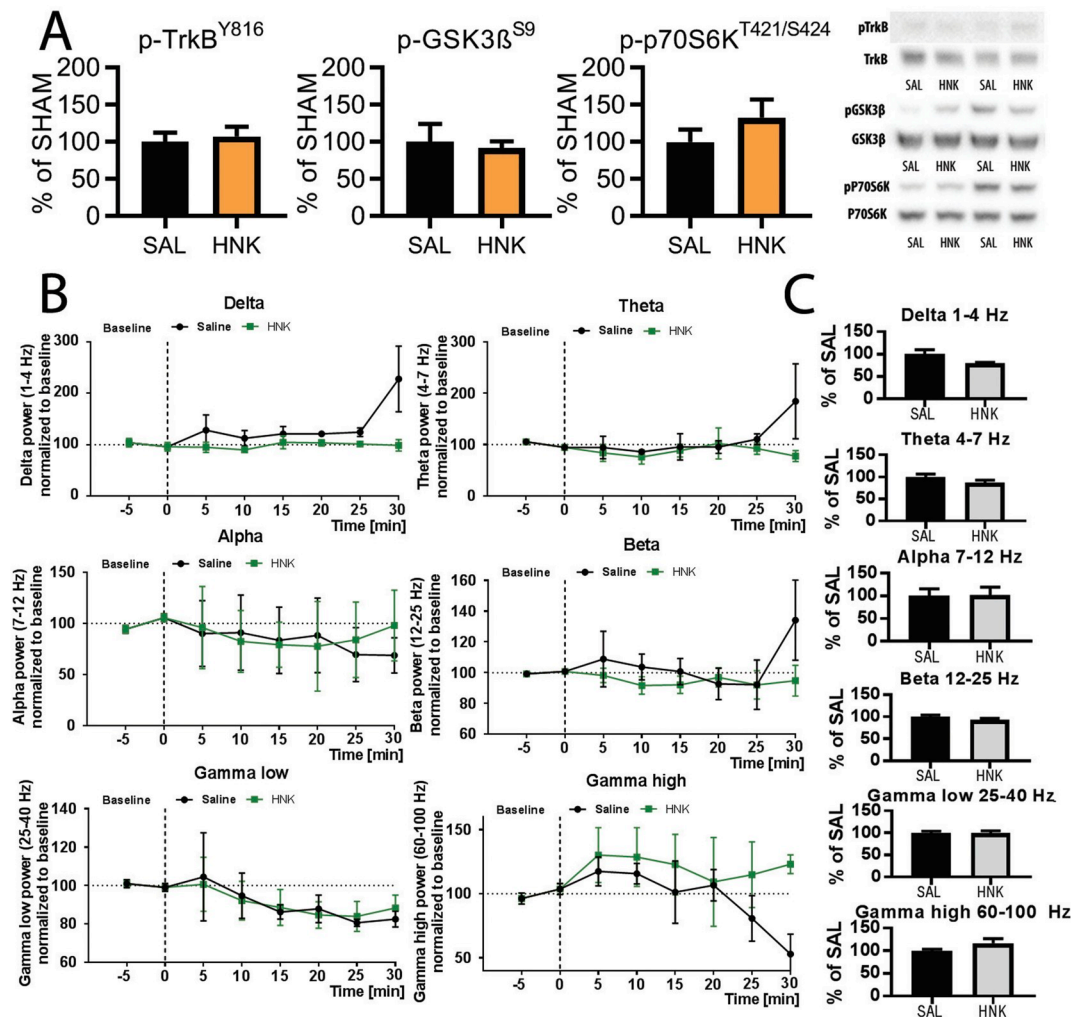 A
p-TrkB^Y816
% of SHAM
200
150
100
50
0
SAL HNK
p-GSK3ß^S9
% of SHAM
200
150
100
50
0
SAL HNK
p-p70S6K^T421/S424
% of SHAM
200
150
100
50
0
SAL HNK
pTrkB
TrkB
SAL HNK SAL HNK
pGSK3β
GSK3β
SAL HNK SAL HNK
pP70S6K
P70S6K
SAL HNK SAL HNK
B
Delta
Baseline Saline HNK
Delta power (1-4 Hz)
normalized to baseline
300
200
100
0
-5 0 5 10 15 20 25 30
Time [min]
Theta
Baseline Saline HNK
Theta power (4-7 Hz)
normalized to baseline
300
200
100
0
-5 0 5 10 15 20 25 30
Time [min]
Alpha
Baseline Saline HNK
Alpha power (7-12 Hz)
normalized to baseline
150
100
50
0
-5 0 5 10 15 20 25 30
Time [min]
Beta
Baseline Saline HNK
Beta power (12-25 Hz)
normalized to baseline
160
140
120
100
80
60
-5 0 5 10 15 20 25 30
Time [min]
Gamma low
Baseline Saline HNK
Gamma low power (25-40 Hz)
normalized to baseline
140
120
100
80
60
-5 0 5 10 15 20 25 30
Time [min]
Gamma high
Baseline Saline HNK
Gamma high power (60-100 Hz)
normalized to baseline
150
100
50
-5 0 5 10 15 20 25 30
Time [min]
C
Delta 1-4 Hz
% of SAL
150
100
50
0
SAL HNK
Theta 4-7 Hz
% of SAL
150
100
50
0
SAL HNK
Alpha 7-12 Hz
% of SAL
150
100
50
0
SAL HNK
Beta 12-25 Hz
% of SAL
150
100
50
0
SAL HNK
Gamma low 25-40 Hz
% of SAL
150
100
50
0
SAL HNK
Gamma high 60-100 Hz
% of SAL
150
100
50
0
SAL HNK